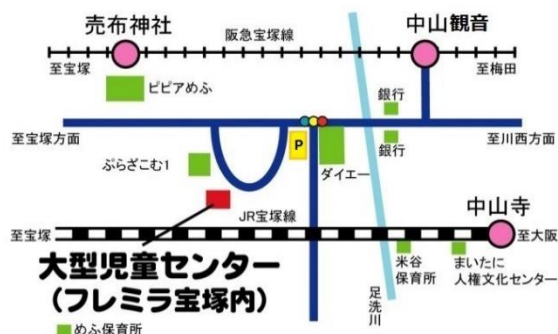 売布神社
中山観音
阪急宝塚線
至宝塚
至梅田
ピピアめふ
銀行
至宝塚方面
至川西方面
P
ぷらざこむ1
ダイエー
銀行
JR宝塚線
中山寺
至宝塚
至大阪
大型児童センター
(フレミラ宝塚内)
米谷
保育所
まいたに
人権文化センター
足洗川
めふ保育所